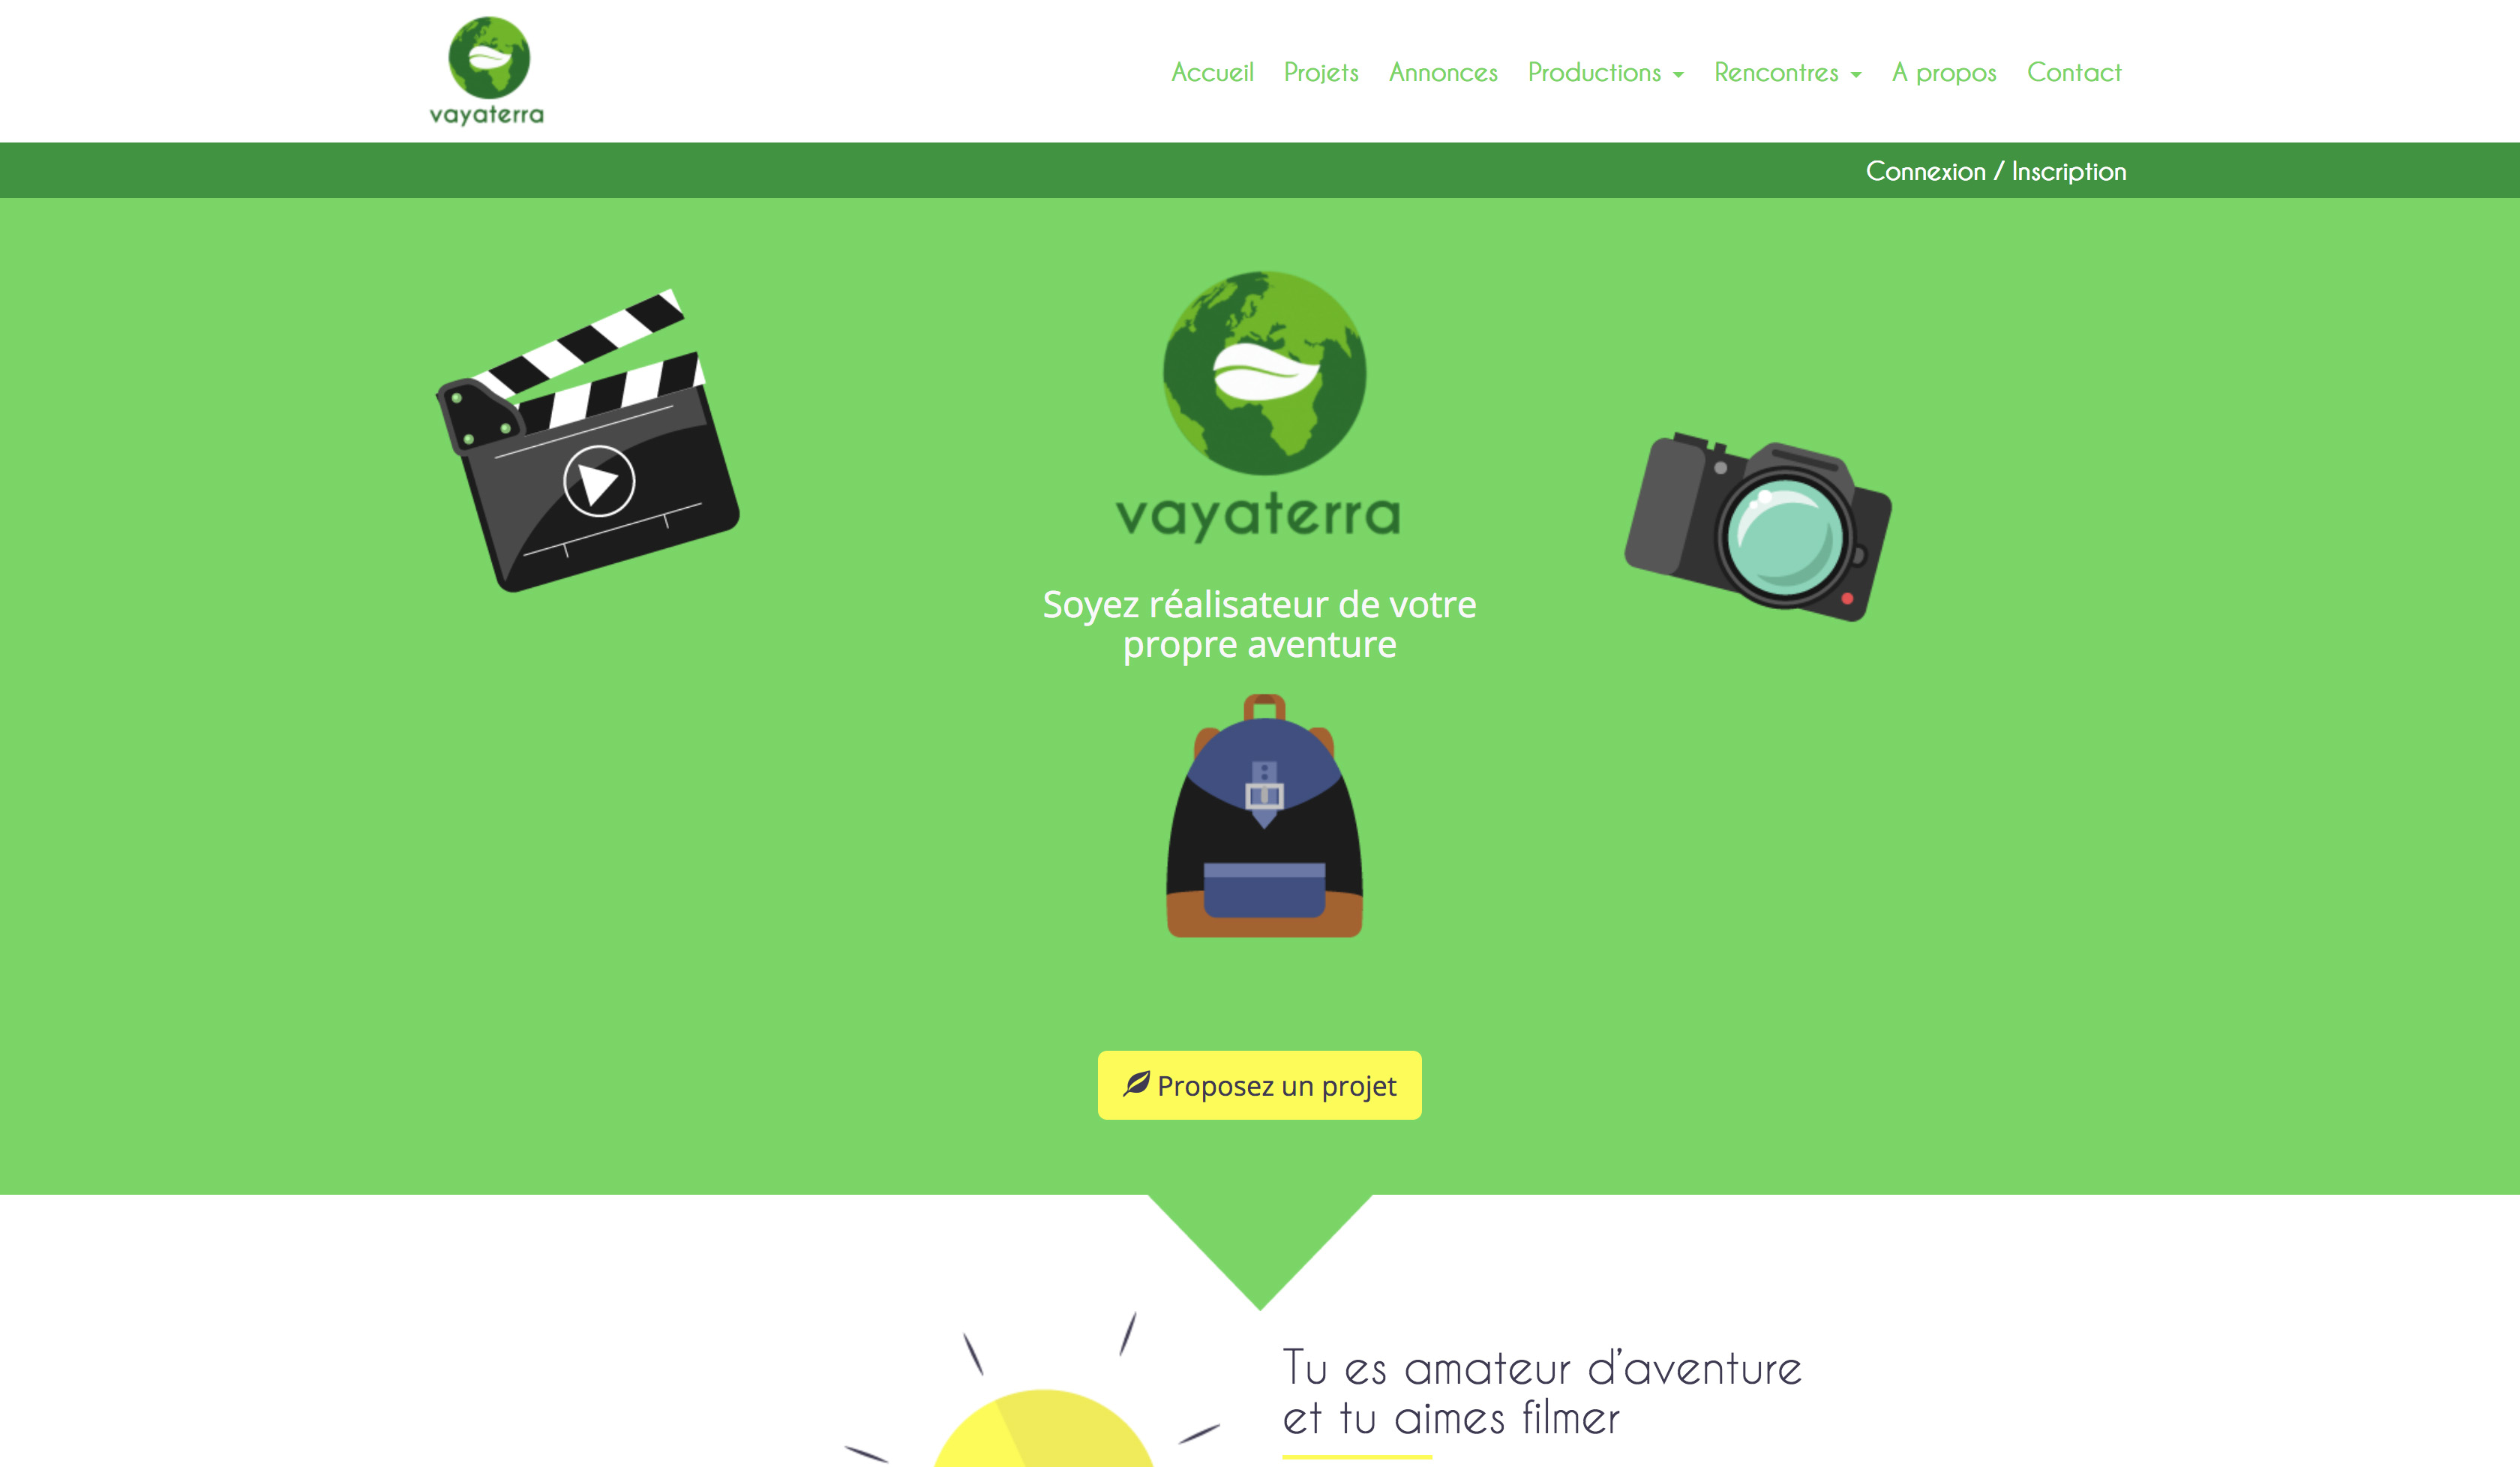 vayaterra
Accueil Projets Annonces Productions Rencontres A propos Contact
Connexion / Inscription
vayaterra
Soyez réalisateur de votre
propre aventure
Proposez un projet
Tu es amateur d'aventure
et tu aimes filmer